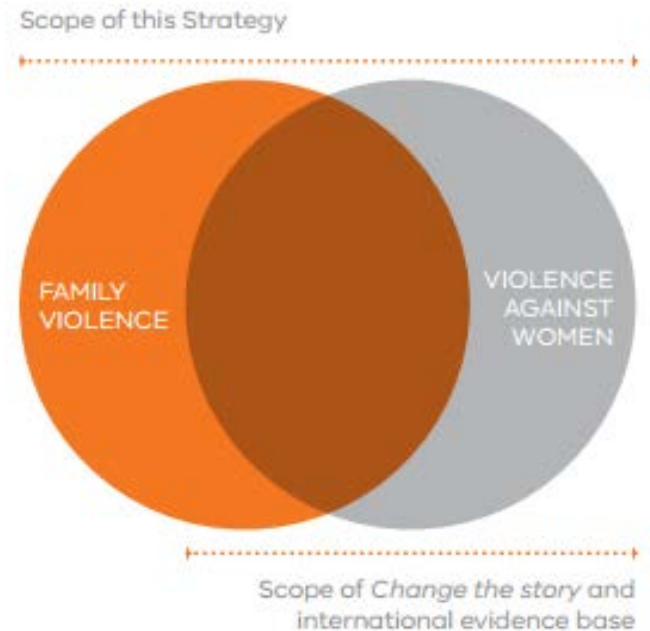 Scope of this Strategy
FAMILY
VIOLENCE
VIOLENCE
AGAINST
WOMEN
Scope of Change the story and
international evidence base